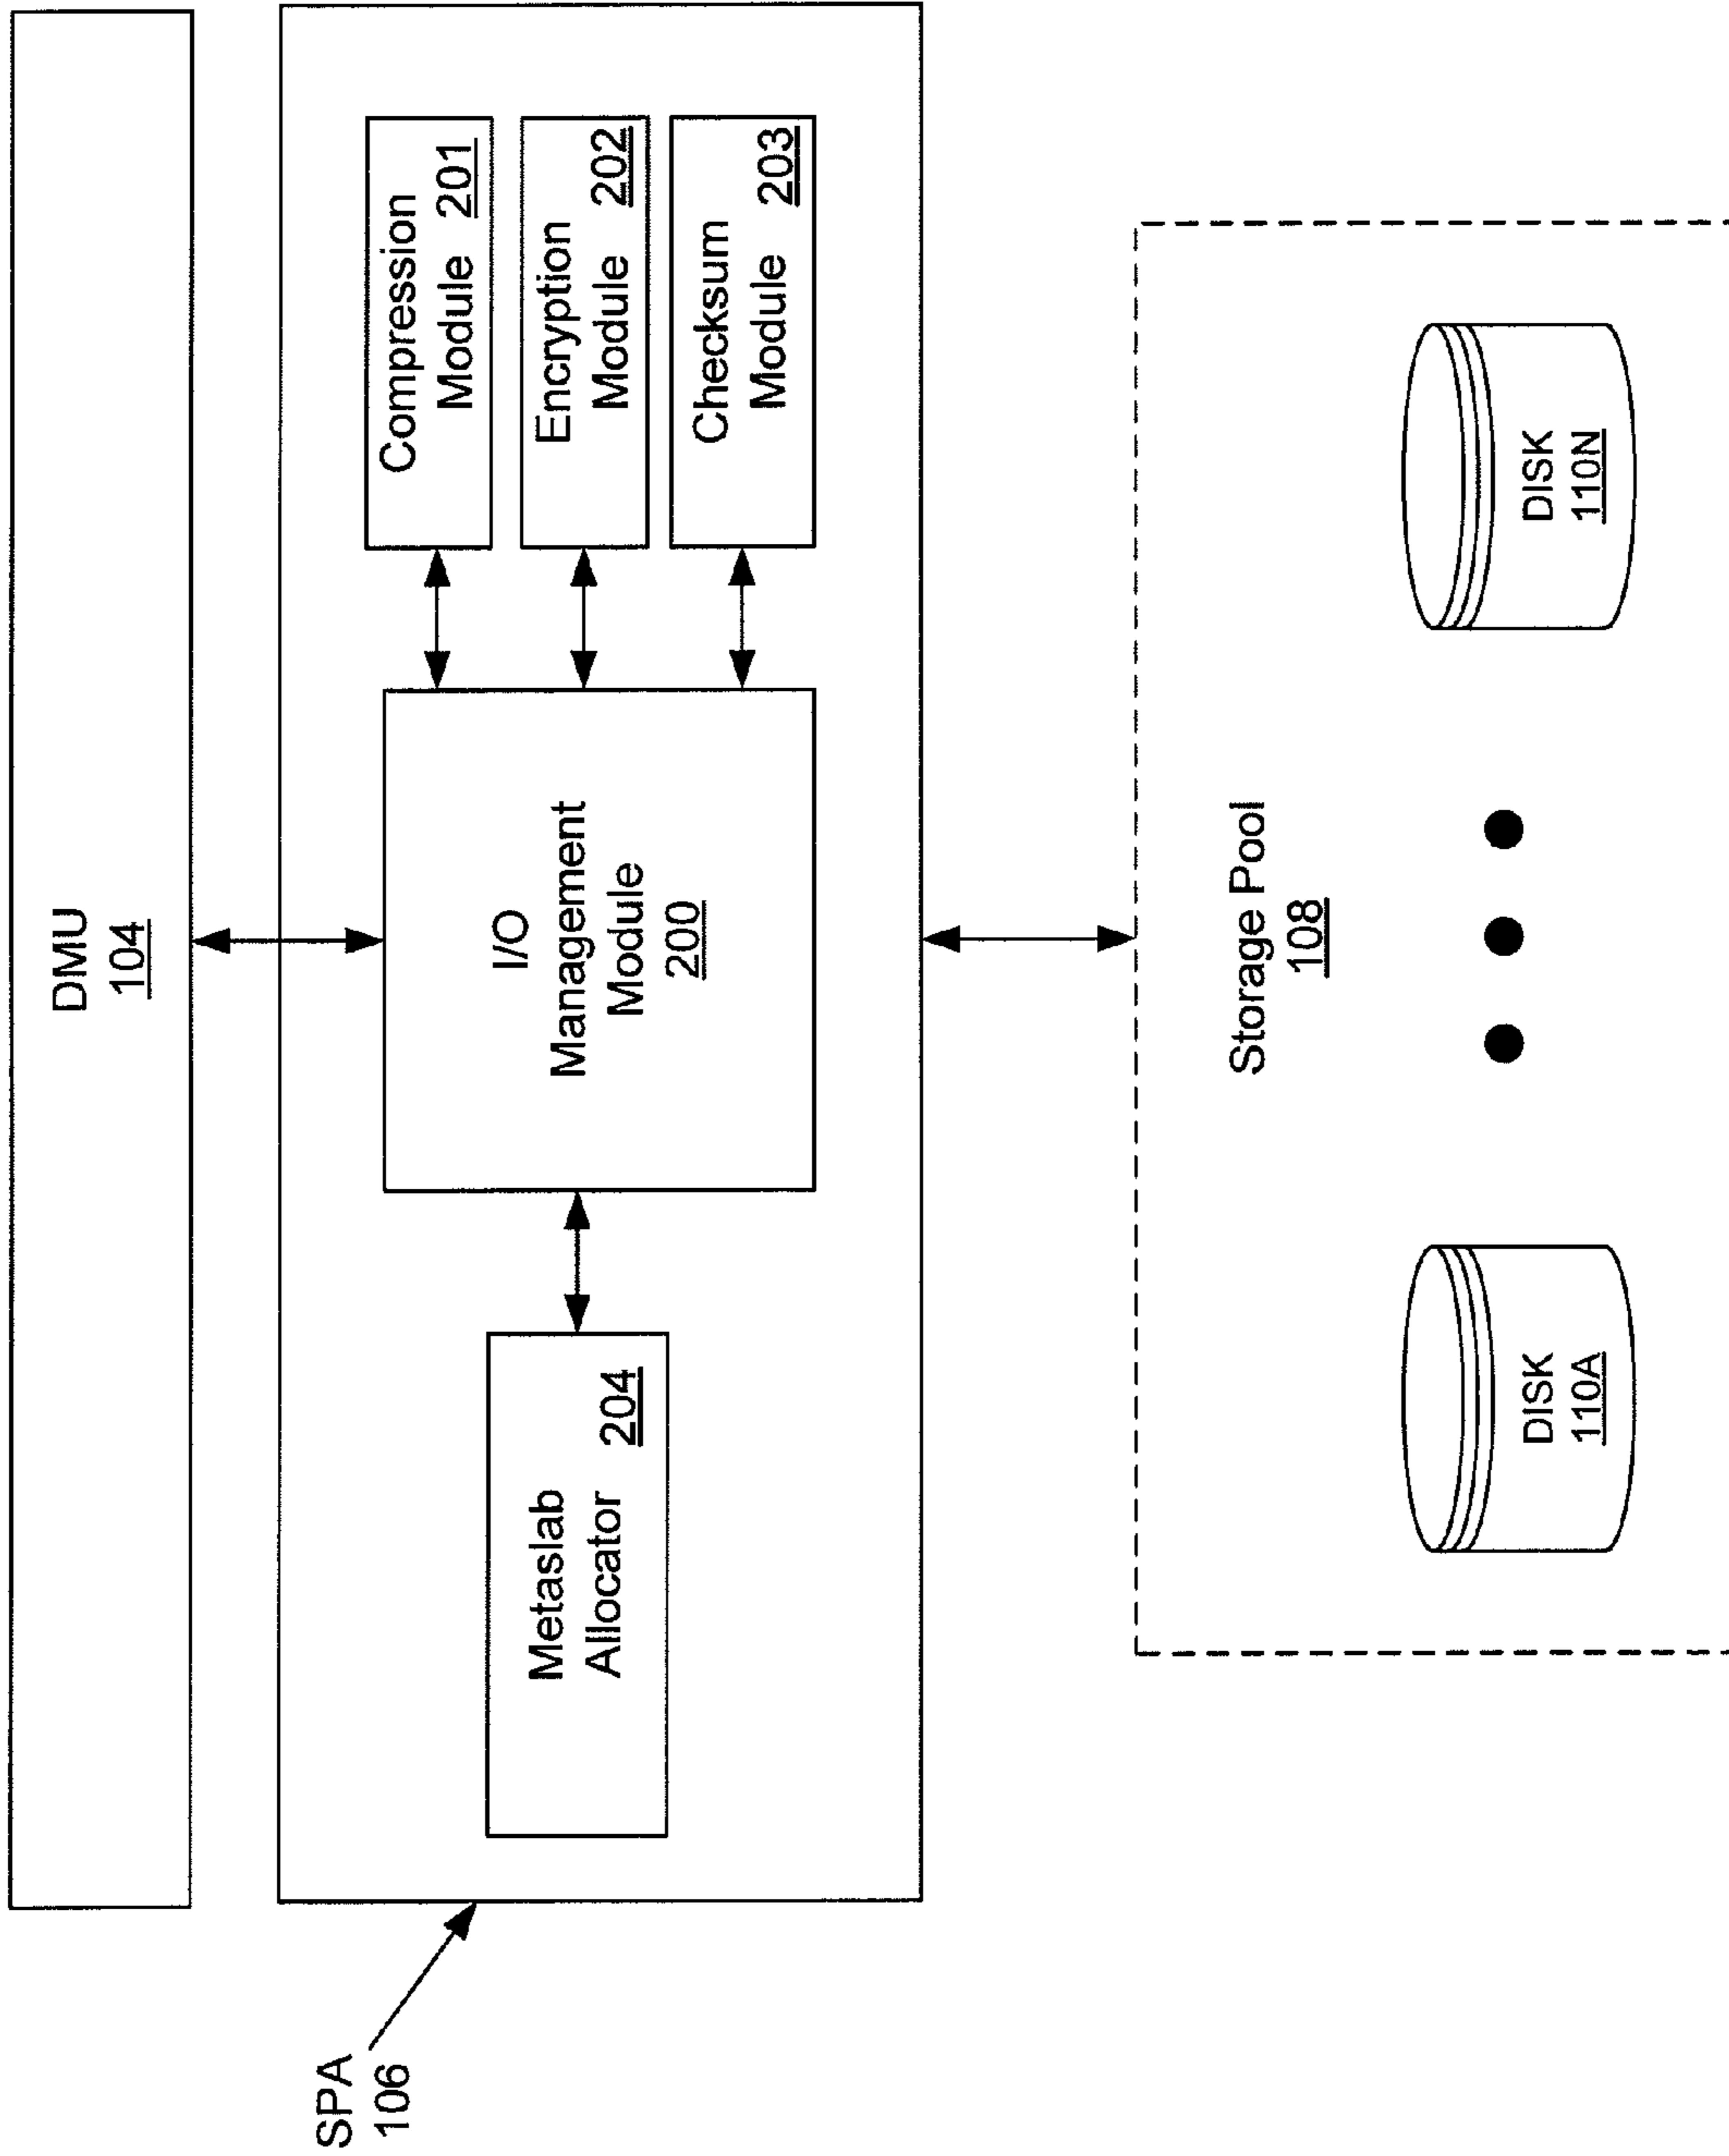 DMU
104
SPA
106
Metaslab
Allocator 204
I/O
Management
Module
200
Compression
Module 201
Encryption
Module 202
Checksum
Module 203
Storage Pool
108
DISK
110A
DISK
110N